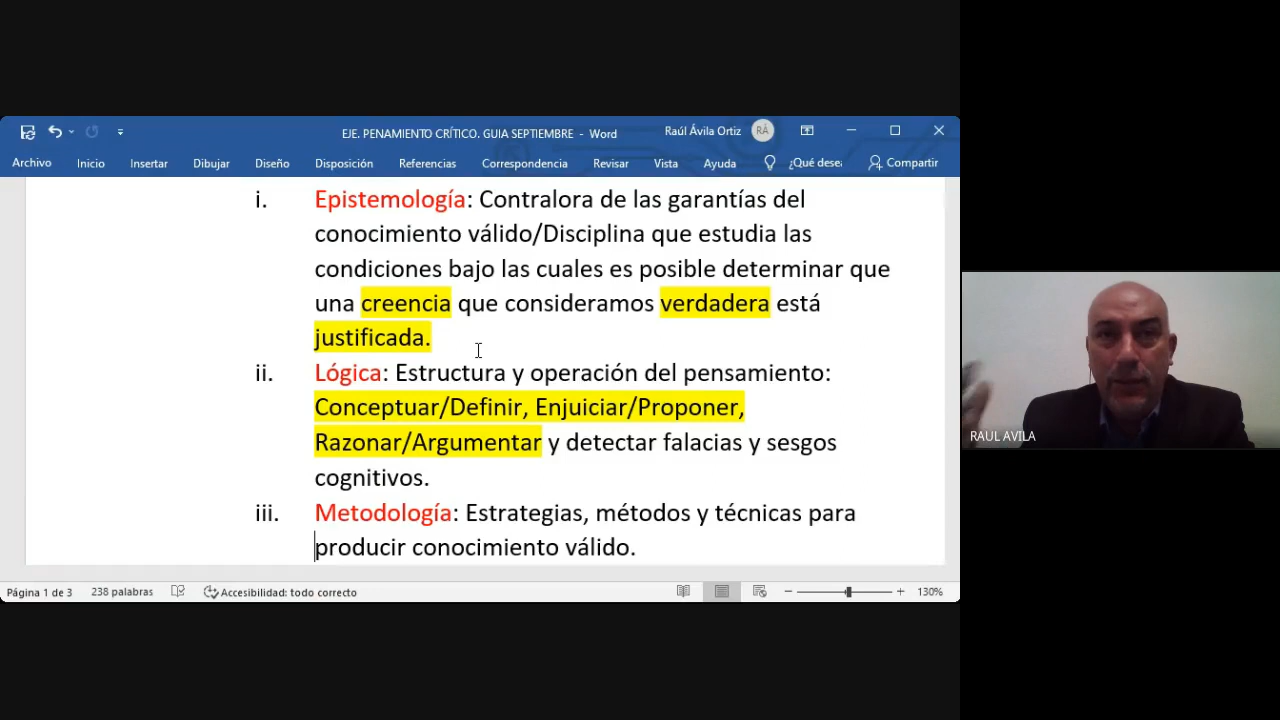 EJE. PENAMIENTO CRÍTICO. GUIA SEPTIEMBRE - Word
Raúl Ávila Ortiz RÁ
Archivo Inicio Insertar Dibujar Diseño Disposición Referencias Correspondencia Revisar Vista Ayuda ¿Qué dese Compartir
i. Epistemología: Contralora de las garantías del
conocimiento válido/Disciplina que estudia las
condiciones bajo las cuales es posible determinar que
una creencia que consideramos verdadera está
justificada.
ii. Lógica: Estructura y operación del pensamiento:
Conceptuar/Definir, Enjuiciar/Proponer,
Razonar/Argumentar y detectar falacias y sesgos
cognitivos.
iii. Metodología: Estrategias, métodos y técnicas para
producir conocimiento válido.
Página 1 de 3 238 palabras Accesibilidad: todo correcto 130%
RAUL AVILA